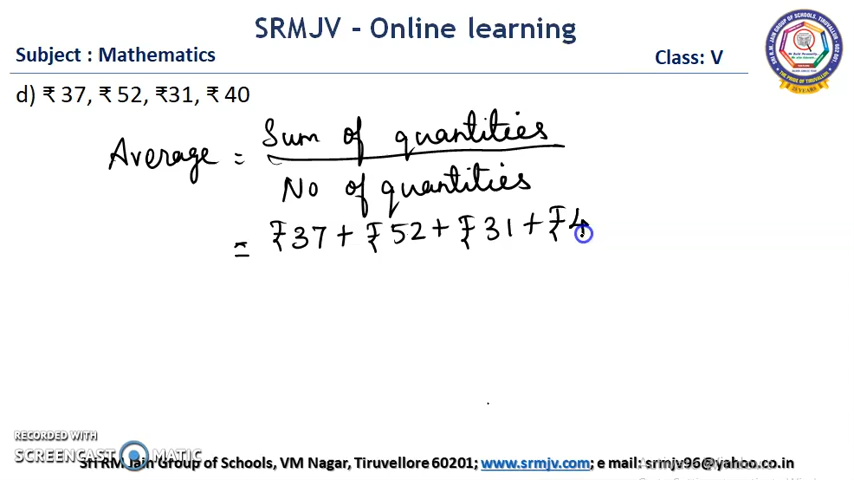 SRMJV - Online learning
Subject : Mathematics
Class: V
d) ₹ 37, ₹ 52, ₹31, ₹ 40
Average = Sum of quantities
No of quantities
= ₹37 + ₹52 + ₹31 + ₹4
RECORDED WITH
SCREENCAST MATIC
Sri RM Jain Group of Schools, VM Nagar, Tiruvellore 60201; www.srmjv.com; e mail: srmjv96@yahoo.co.in